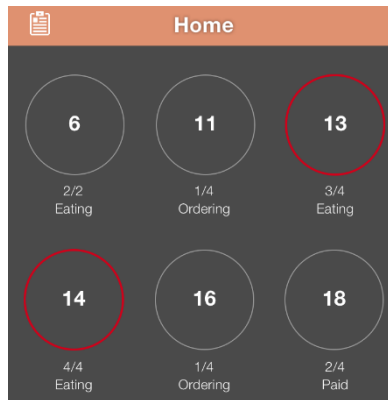 Home
6 11 13
2/2 1/4 3/4
Eating Ordering Eating
14 16 18
4/4 1/4 2/4
Eating Ordering Paid